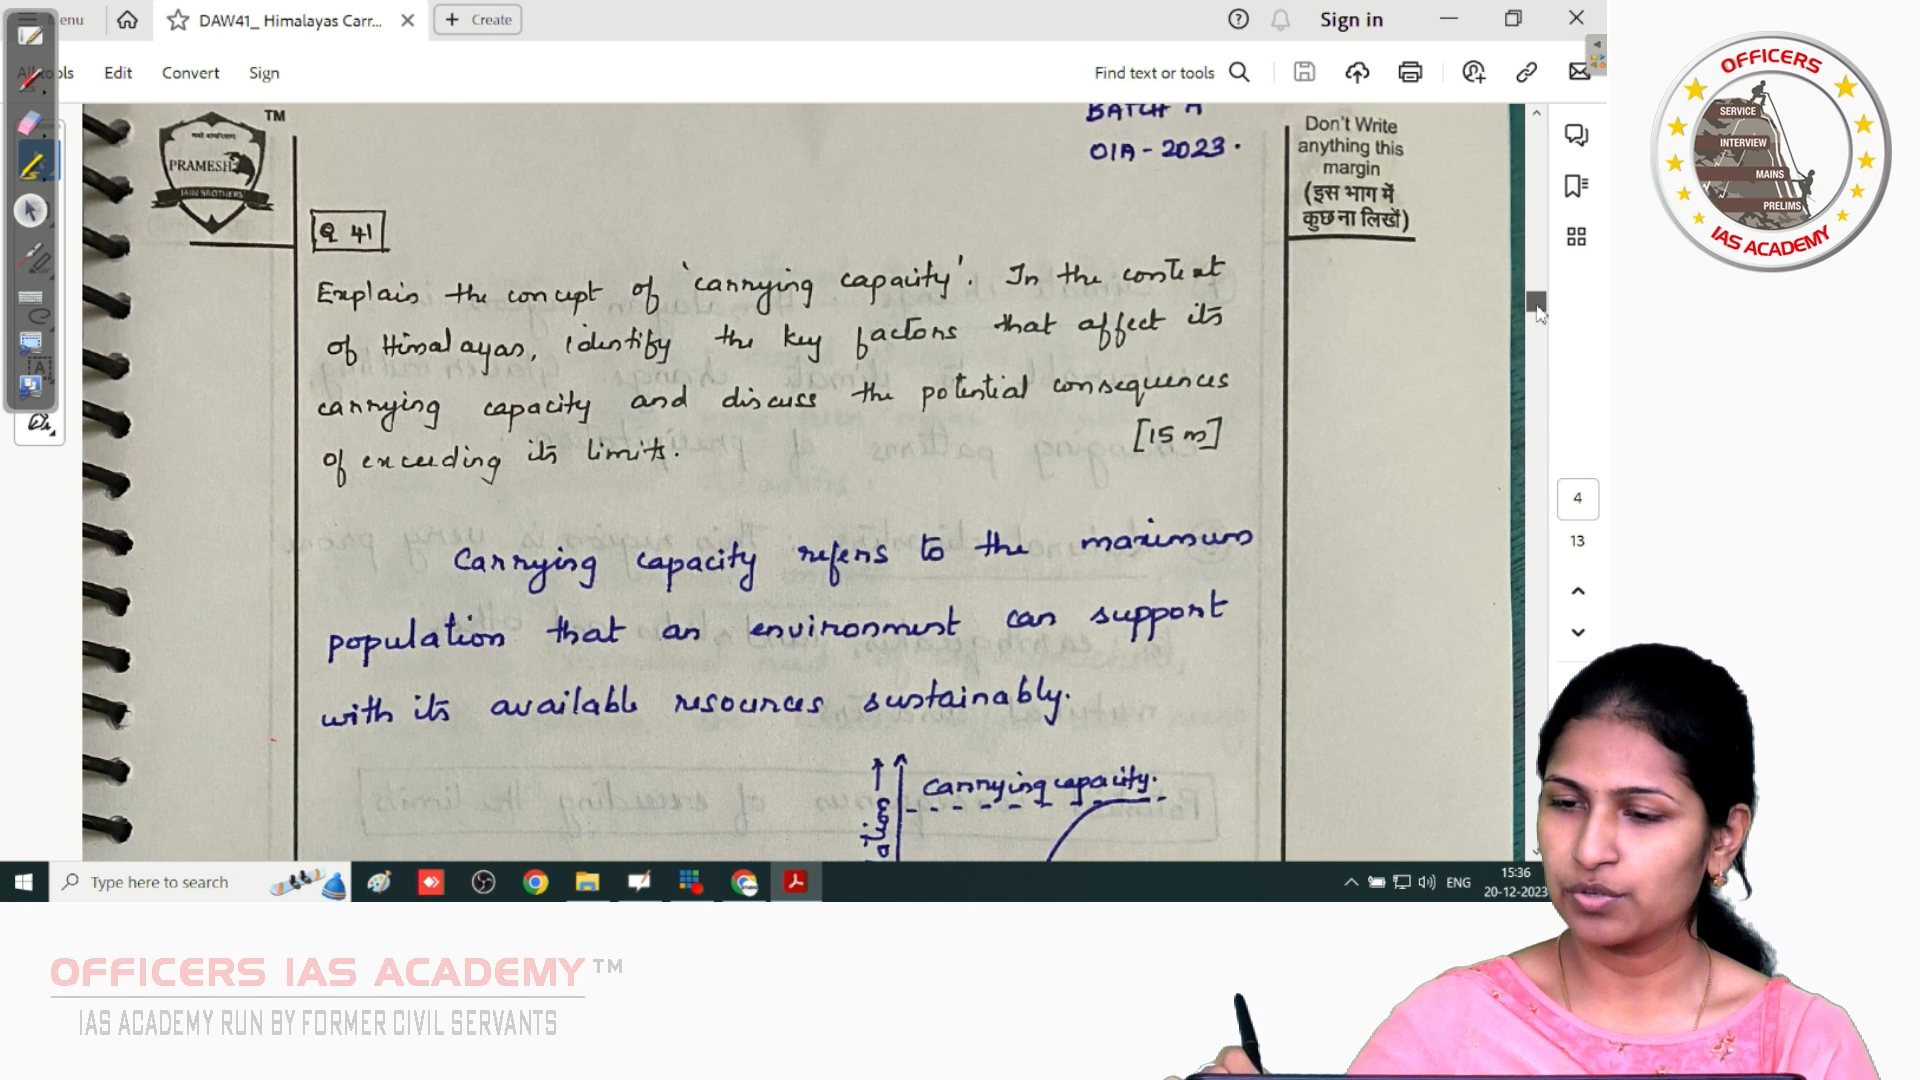 Menu
DAW41_ Himalayas Carr...
Create
Sign in
All tools
Edit
Convert
Sign
Find text or tools
TM
PRAMESH
JAIN BROTHERS
BATCH A
OIA - 2023.
Don't Write
anything this
margin
(इस भाग में
कुछ ना लिखें)
Q 41
Explain the concept of 'carrying capacity'. In the context
of Himalayas, identify the key factors that affect its
carrying capacity and discuss the potential consequences
of exceeding its limits.
[15 m]
Carrying capacity refers to the maximum
population that an environment can support
with its available resources sustainably.
Carrying capacity.
4
13
Type here to search
ENG
15:36
20-12-2023
OFFICERS
SERVICE
INTERVIEW
MAINS
PRELIMS
IAS ACADEMY
OFFICERS IAS ACADEMY™
IAS ACADEMY RUN BY FORMER CIVIL SERVANTS